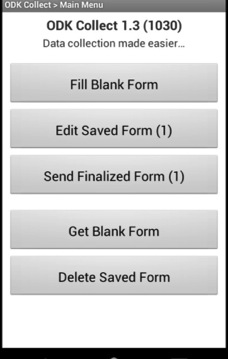 ODK Collect > Main Menu
ODK Collect 1.3 (1030)
Data collection made easier...
Fill Blank Form
Edit Saved Form (1)
Send Finalized Form (1)
Get Blank Form
Delete Saved Form